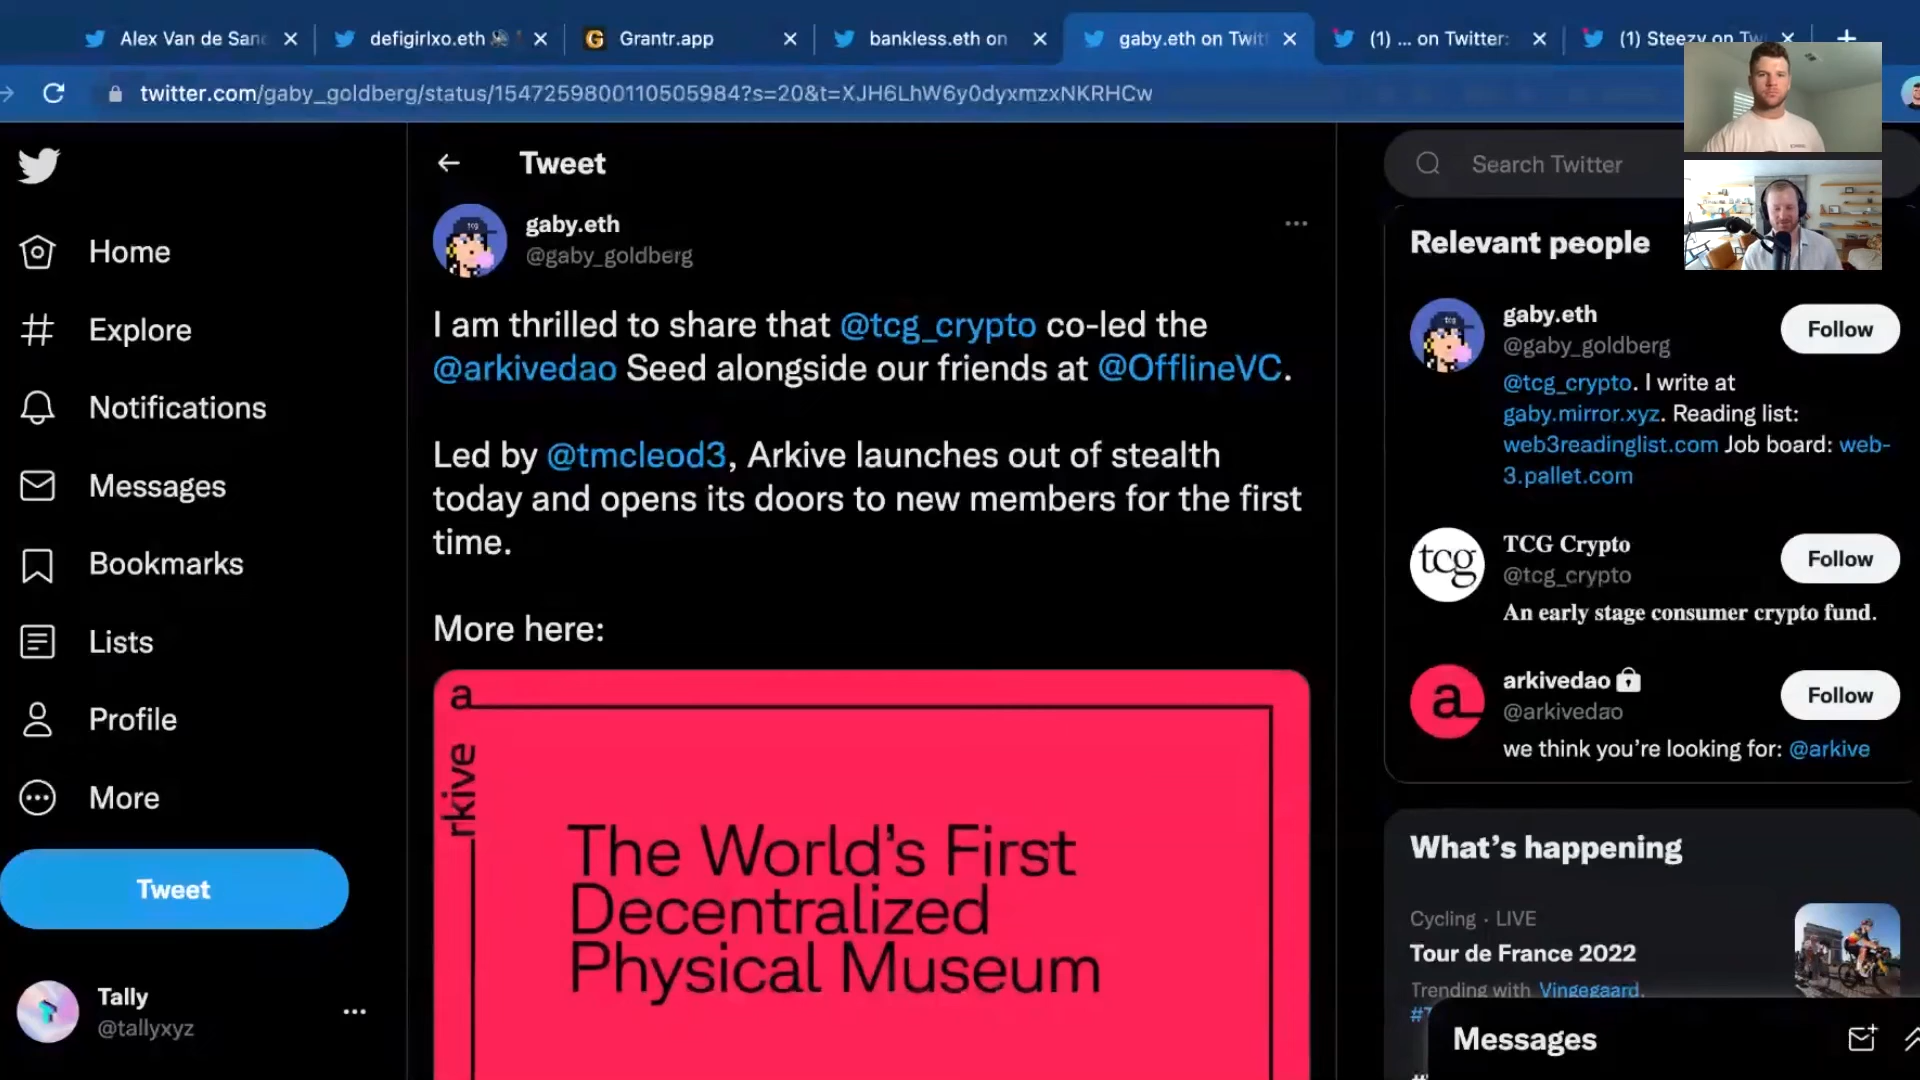 Alex Van de San
defigirlxo.eth
Grantr.app
bankless.eth on
gaby.eth on Twitt
(1) ... on Twitter:
(1) Steezy on Tw
twitter.com/gaby_goldberg/status/1547259800110505984?s=20&t=XJH6LhW6y0dyxmzxNKRHCw
Home
Explore
Notifications
Messages
Bookmarks
Lists
Profile
More
Tweet
Tally
@tallyxyz
Tweet
gaby.eth
@gaby_goldberg
I am thrilled to share that @tcg_crypto co-led the
@arkivedao Seed alongside our friends at @OfflineVC.
Led by @tmcleod3, Arkive launches out of stealth
today and opens its doors to new members for the first
time.
More here:
a
rkive
The World's First
Decentralized
Physical Museum
Search Twitter
Relevant people
gaby.eth
@gaby_goldberg
Follow
@tcg_crypto. I write at
gaby.mirror.xyz. Reading list:
web3readinglist.com Job board: web-
3.pallet.com
tcg
TCG Crypto
@tcg_crypto
Follow
An early stage consumer crypto fund.
a
arkivedao
@arkivedao
Follow
we think you're looking for: @arkive
What's happening
Cycling · LIVE
Tour de France 2022
Trending with Vingegaard,
Messages